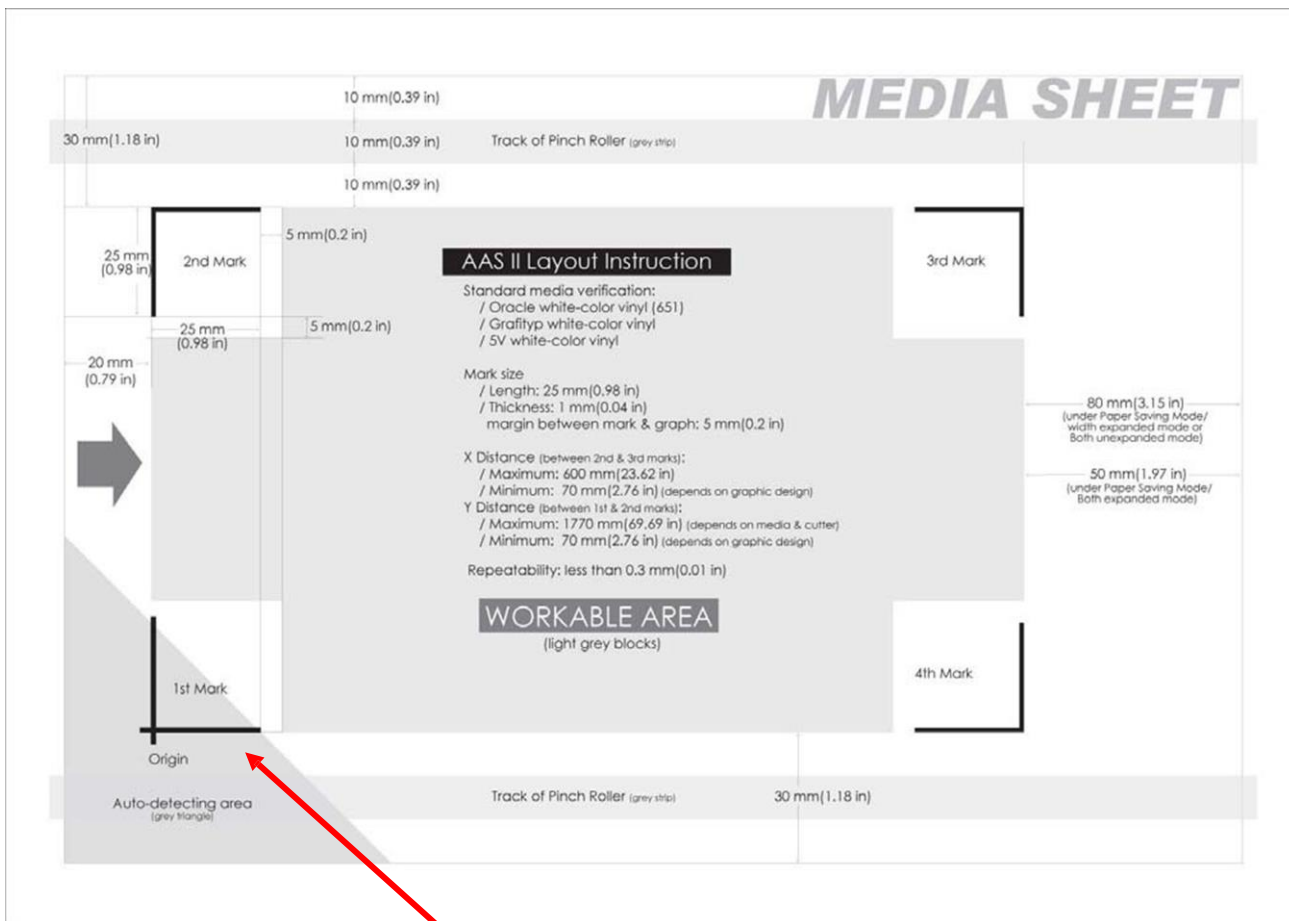 MEDIA SHEET
10 mm(0.39 in)
30 mm(1.18 in)
10 mm(0.39 in)
Track of Pinch Roller (grey strip)
10 mm(0.39 in)
5 mm(0.2 in)
25 mm
(0.98 in)
2nd Mark
3rd Mark
25 mm
(0.98 in)
5 mm(0.2 in)
20 mm
(0.79 in)
AAS II Layout Instruction
Standard media verification:
/ Oracle white-color vinyl (651)
/ Grafityp white-color vinyl
/ 5V white-color vinyl
Mark size
/ Length: 25 mm(0.98 in)
/ Thickness: 1 mm(0.04 in)
margin between mark & graph: 5 mm(0.2 in)
X Distance (between 2nd & 3rd marks):
/ Maximum: 600 mm(23.62 in)
/ Minimum: 70 mm(2.76 in) (depends on graphic design)
Y Distance (between 1st & 2nd marks):
/ Maximum: 1770 mm(69.69 in) (depends on media & cutter)
/ Minimum: 70 mm(2.76 in) (depends on graphic design)
Repeatability: less than 0.3 mm(0.01 in)
WORKABLE AREA
(light grey blocks)
80 mm(3.15 in)
(under Paper Saving Mode/
width expanded mode or
Both unexpanded mode)
50 mm(1.97 in)
(under Paper Saving Mode/
Both expanded mode)
1st Mark
4th Mark
Origin
Auto-detecting area
(grey triangle)
Track of Pinch Roller (grey strip)
30 mm(1.18 in)